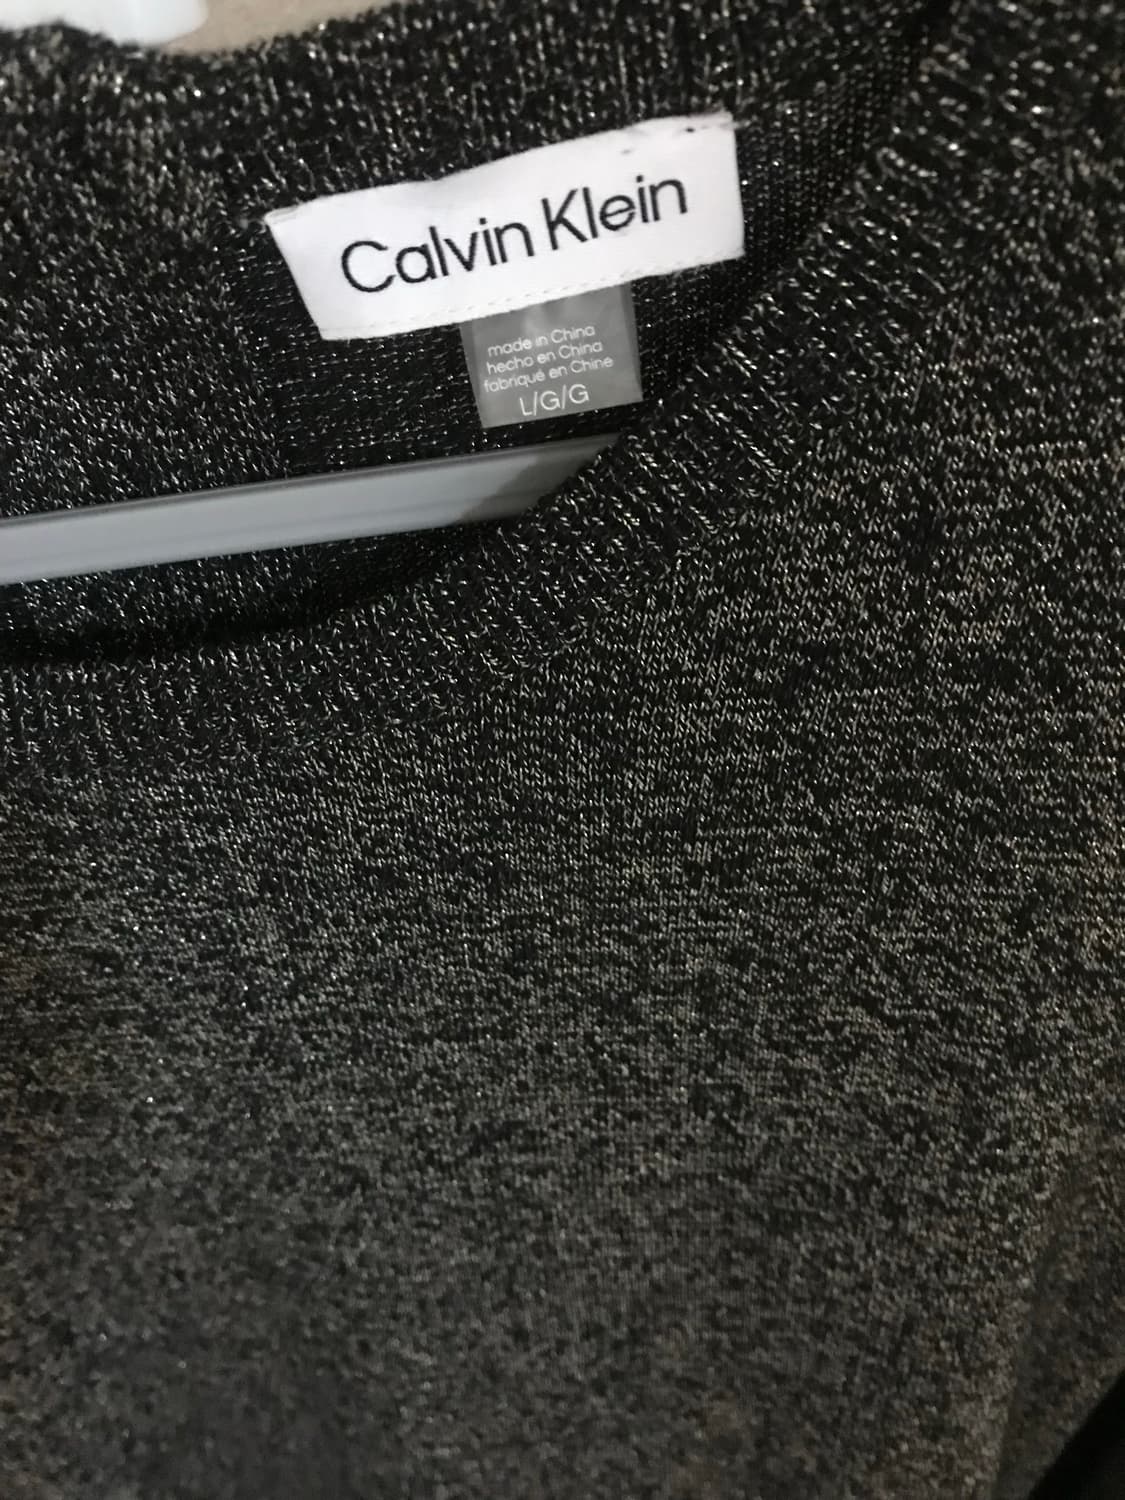 Calvin Klein
made in China
hecho en China
fabriqué en Chine
L/G/G